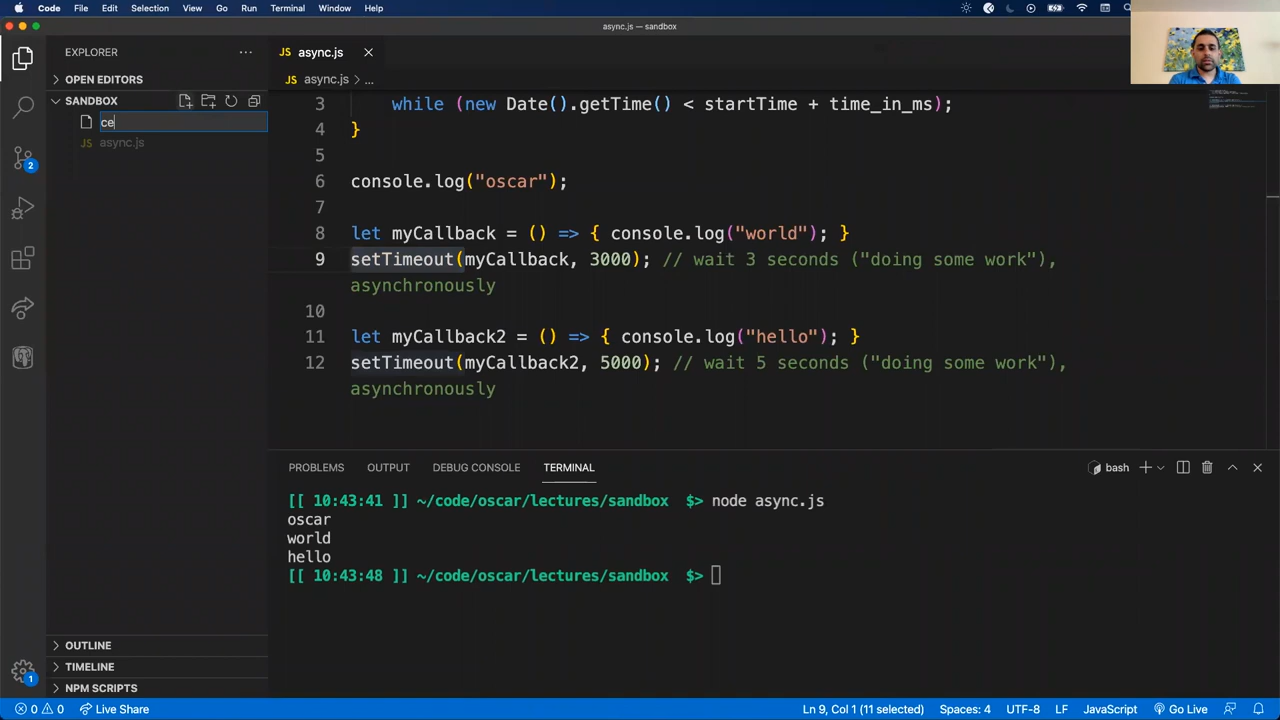 Code File Edit Selection View Go Run Terminal Window Help
async.js — sandbox
EXPLORER
JS async.js
OPEN EDITORS
JS async.js > ...
SANDBOX
ce
JS async.js
3 while (new Date().getTime() < startTime + time_in_ms);
4 }
5
6 console.log("oscar");
7
8 let myCallback = () => { console.log("world"); }
9 setTimeout(myCallback, 3000); // wait 3 seconds ("doing some work"),
asynchronously
10
11 let myCallback2 = () => { console.log("hello"); }
12 setTimeout(myCallback2, 5000); // wait 5 seconds ("doing some work"),
asynchronously
2
PROBLEMS OUTPUT DEBUG CONSOLE TERMINAL
bash
[[ 10:43:41 ]] ~/code/oscar/lectures/sandbox $> node async.js
oscar
world
hello
[[ 10:43:48 ]] ~/code/oscar/lectures/sandbox $>
OUTLINE
TIMELINE
NPM SCRIPTS
1
0 0 Live Share
Ln 9, Col 1 (11 selected) Spaces: 4 UTF-8 LF JavaScript Go Live